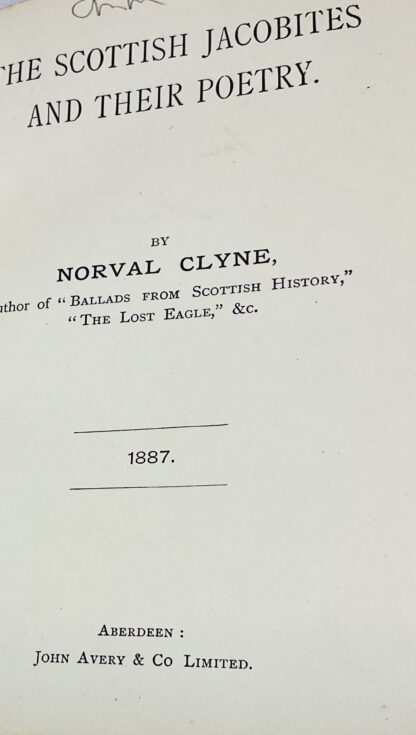 THE SCOTTISH JACOBITES
AND THEIR POETRY.
BY
NORVAL CLYNE,
uthor of “ BALLADS FROM SCOTTISH HISTORY,”
“ THE LOST EAGLE,” &c.
1887.
ABERDEEN :
JOHN AVERY & CO LIMITED.